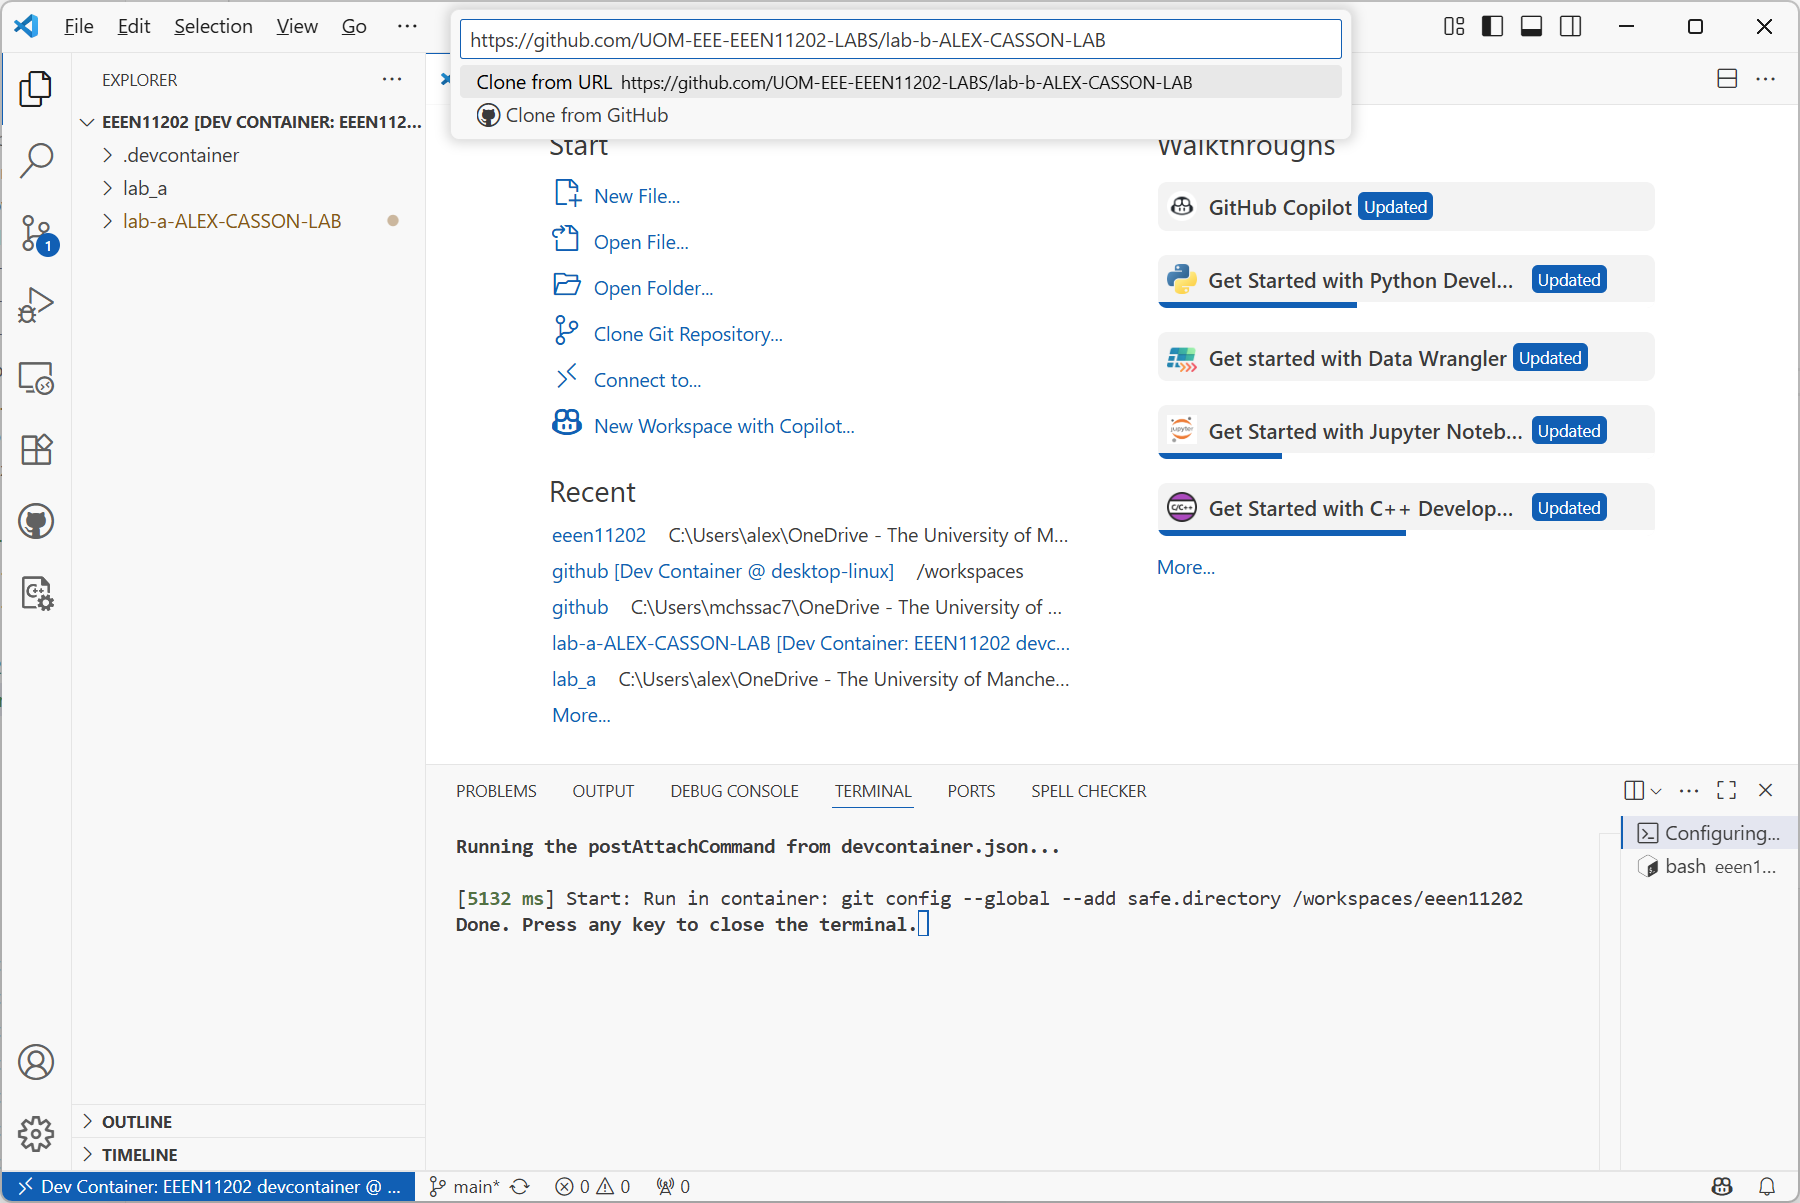 File Edit Selection View Go ···
https://github.com/UOM-EEE-EEEN11202-LABS/lab-b-ALEX-CASSON-LAB
Clone from URL https://github.com/UOM-EEE-EEEN11202-LABS/lab-b-ALEX-CASSON-LAB
Clone from GitHub
EXPLORER
EEEN11202 [DEV CONTAINER: EEEN112...
.devcontainer
lab_a
lab-a-ALEX-CASSON-LAB
1
OUTLINE
TIMELINE
Start
New File...
Open File...
Open Folder...
Clone Git Repository...
Connect to...
New Workspace with Copilot...
Recent
eeen11202 C:\Users\alex\OneDrive - The University of M...
github [Dev Container @ desktop-linux] /workspaces
github C:\Users\mchssac7\OneDrive - The University of ...
lab-a-ALEX-CASSON-LAB [Dev Container: EEEN11202 devc...
lab_a C:\Users\alex\OneDrive - The University of Manche...
More...
Walkthroughs
GitHub Copilot Updated
Get Started with Python Devel... Updated
Get started with Data Wrangler Updated
jupyter Get Started with Jupyter Noteb... Updated
C/C++ Get Started with C++ Develop... Updated
More...
PROBLEMS OUTPUT DEBUG CONSOLE TERMINAL PORTS SPELL CHECKER
Running the postAttachCommand from devcontainer.json...
[5132 ms] Start: Run in container: git config --global --add safe.directory /workspaces/eeen11202
Done. Press any key to close the terminal.
Configuring...
bash eeen1...
Dev Container: EEEN11202 devcontainer @ ... main* 0 0 0